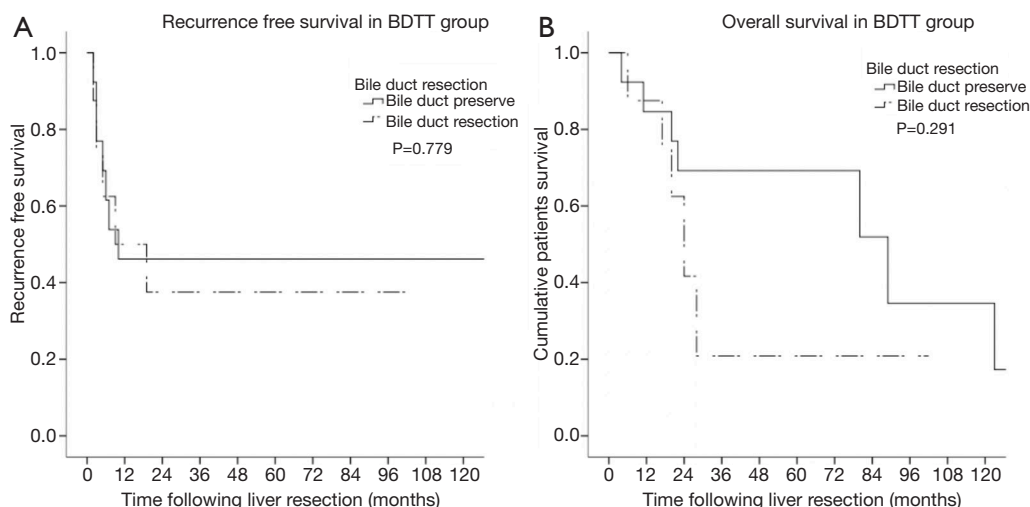 A
Recurrence free survival in BDTT group
Bile duct resection
Bile duct preserve
Bile duct resection
P=0.779
Recurrence free survival
1.0
0.8
0.6
0.4
0.2
0.0
0 12 24 36 48 60 72 84 96 108 120
Time following liver resection (months)
B
Overall survival in BDTT group
Bile duct resection
Bile duct preserve
Bile duct resection
P=0.291
Cumulative patients survival
1.0
0.8
0.6
0.4
0.2
0.0
0 12 24 36 48 60 72 84 96 108 120
Time following liver resection (months)